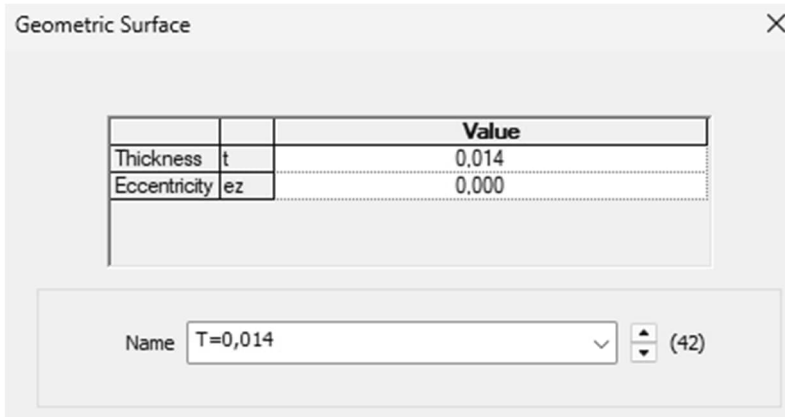 Geometric Surface
Value
Thickness t 0,014
Eccentricity ez 0,000
Name T=0,014 (42)